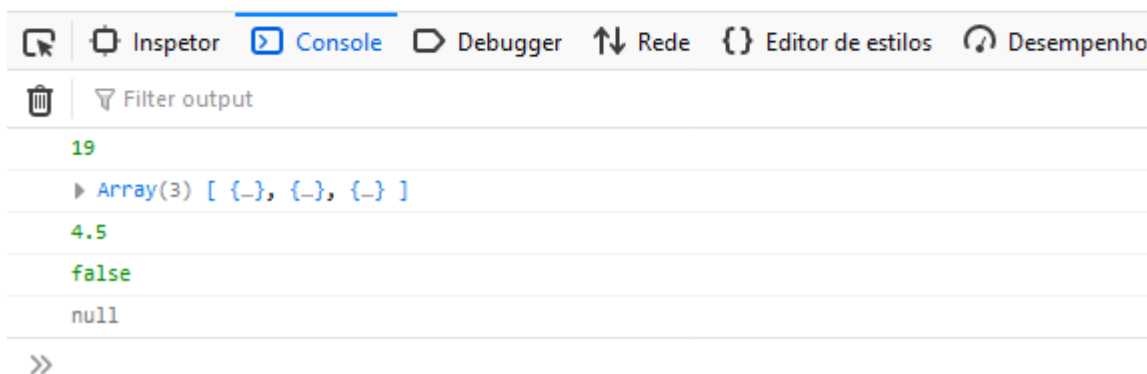 Inspetor Console Debugger Rede {} Editor de estilos Desempenho
Filter output
19
Array(3) [ {…}, {…}, {…} ]
4.5
false
null
»